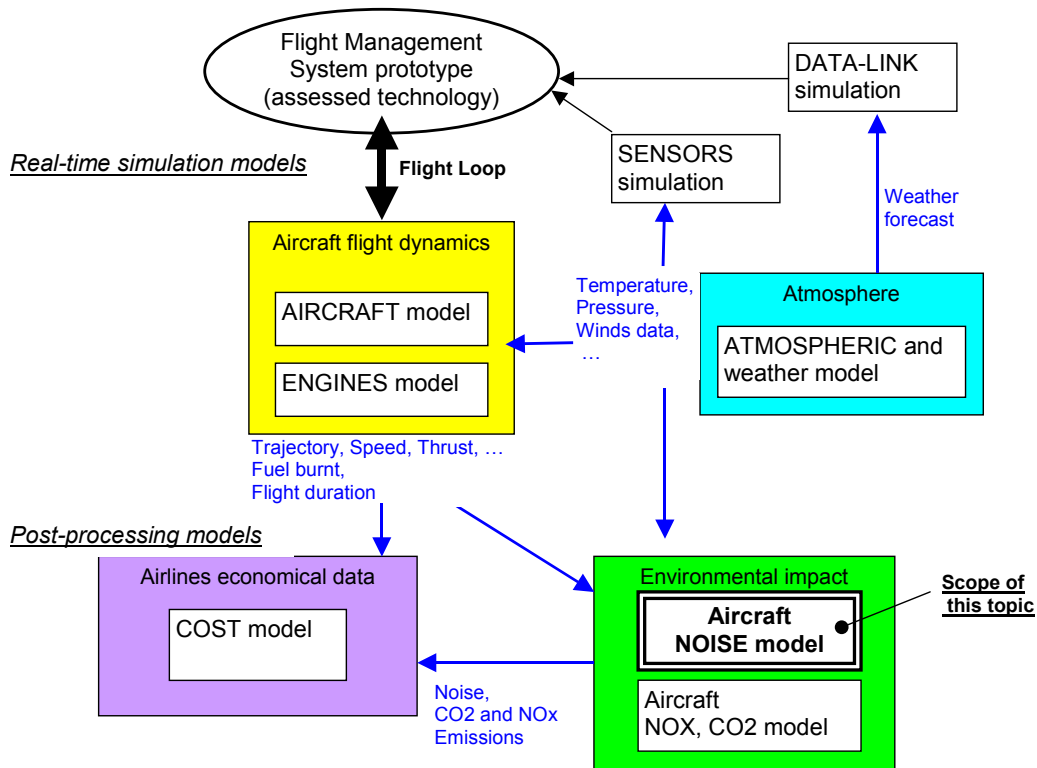 Flight Management
System prototype
(assessed technology)
DATA-LINK
simulation
SENSORS
simulation
Real-time simulation models
Flight Loop
Weather
forecast
Aircraft flight dynamics
AIRCRAFT model
ENGINES model
Temperature,
Pressure,
Winds data,
…
Atmosphere
ATMOSPHERIC and
weather model
Trajectory, Speed, Thrust, …
Fuel burnt,
Flight duration
Post-processing models
Airlines economical data
COST model
Environmental impact
Aircraft
NOISE model
Scope of
this topic
Aircraft
NOX, CO2 model
Noise,
CO2 and NOx
Emissions